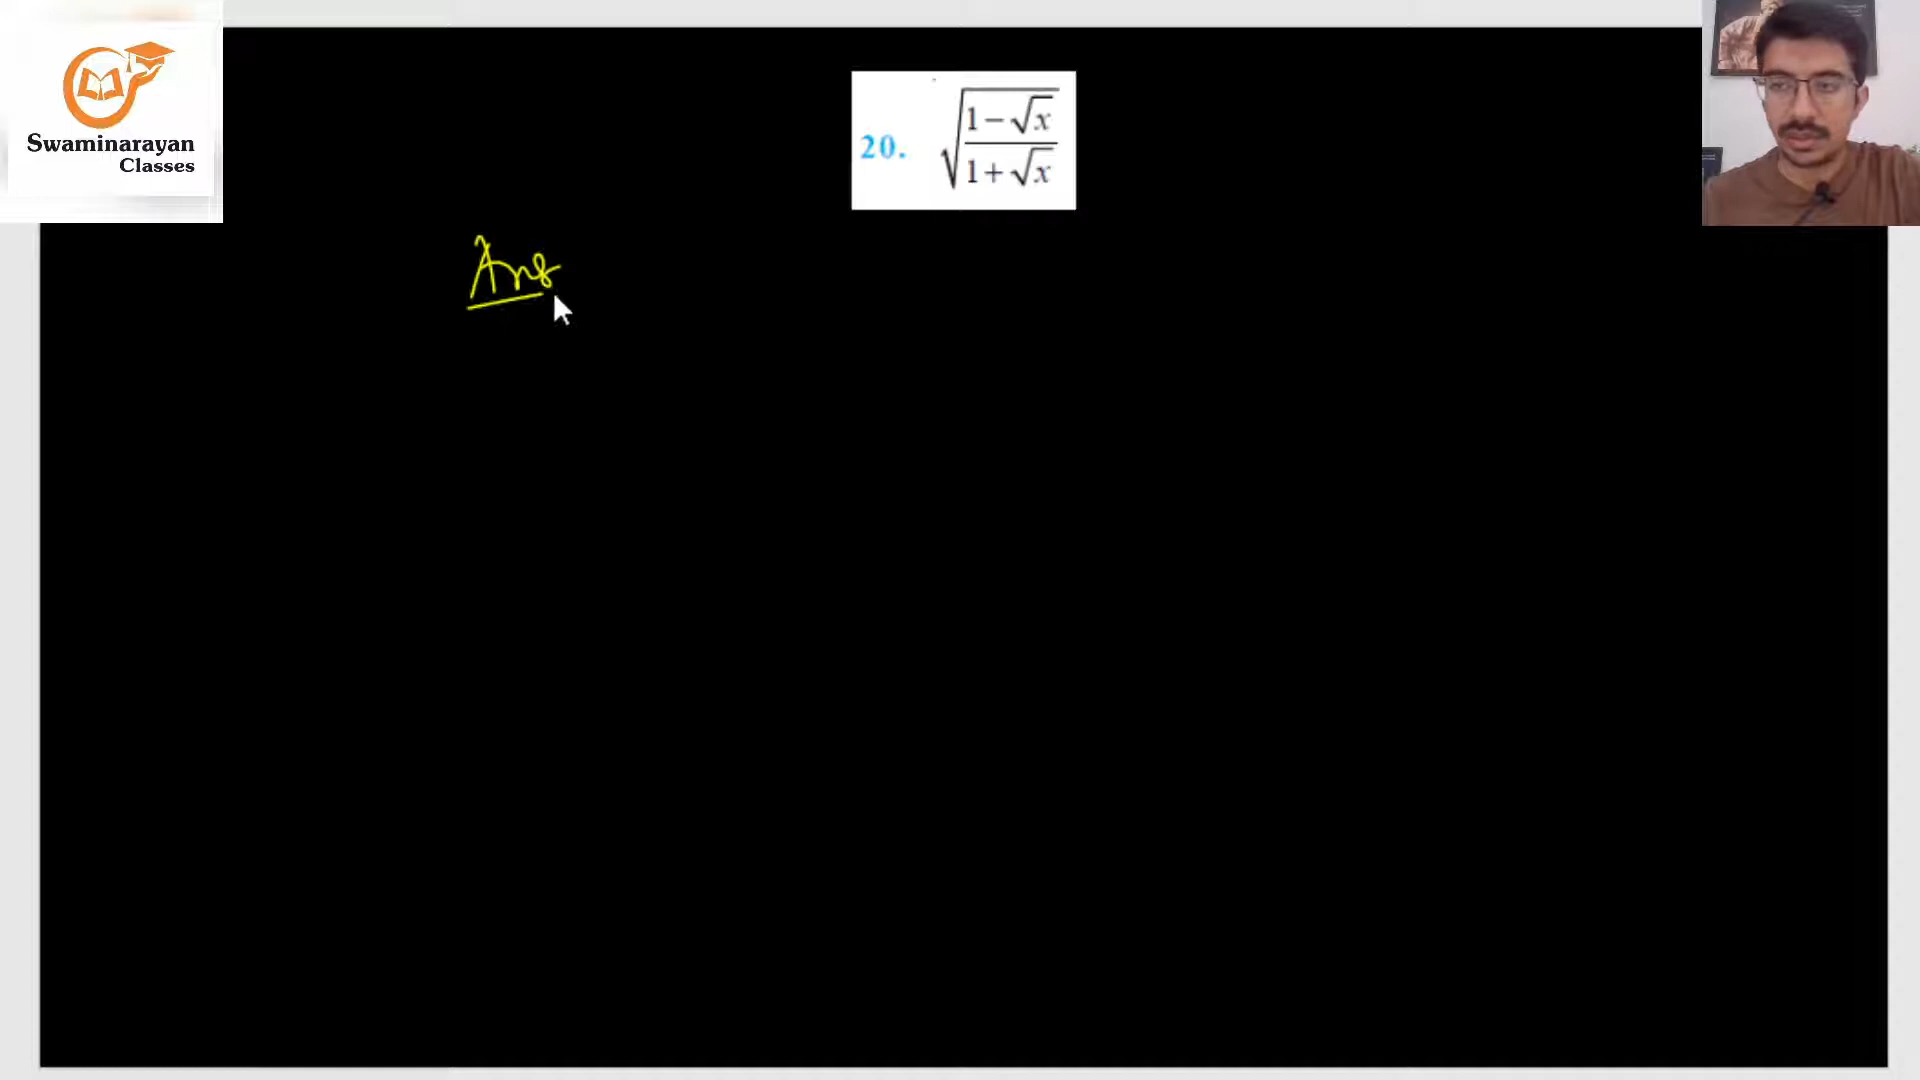 Swaminarayan
Classes
20. √((1−√x)/(1+√x))
Ans